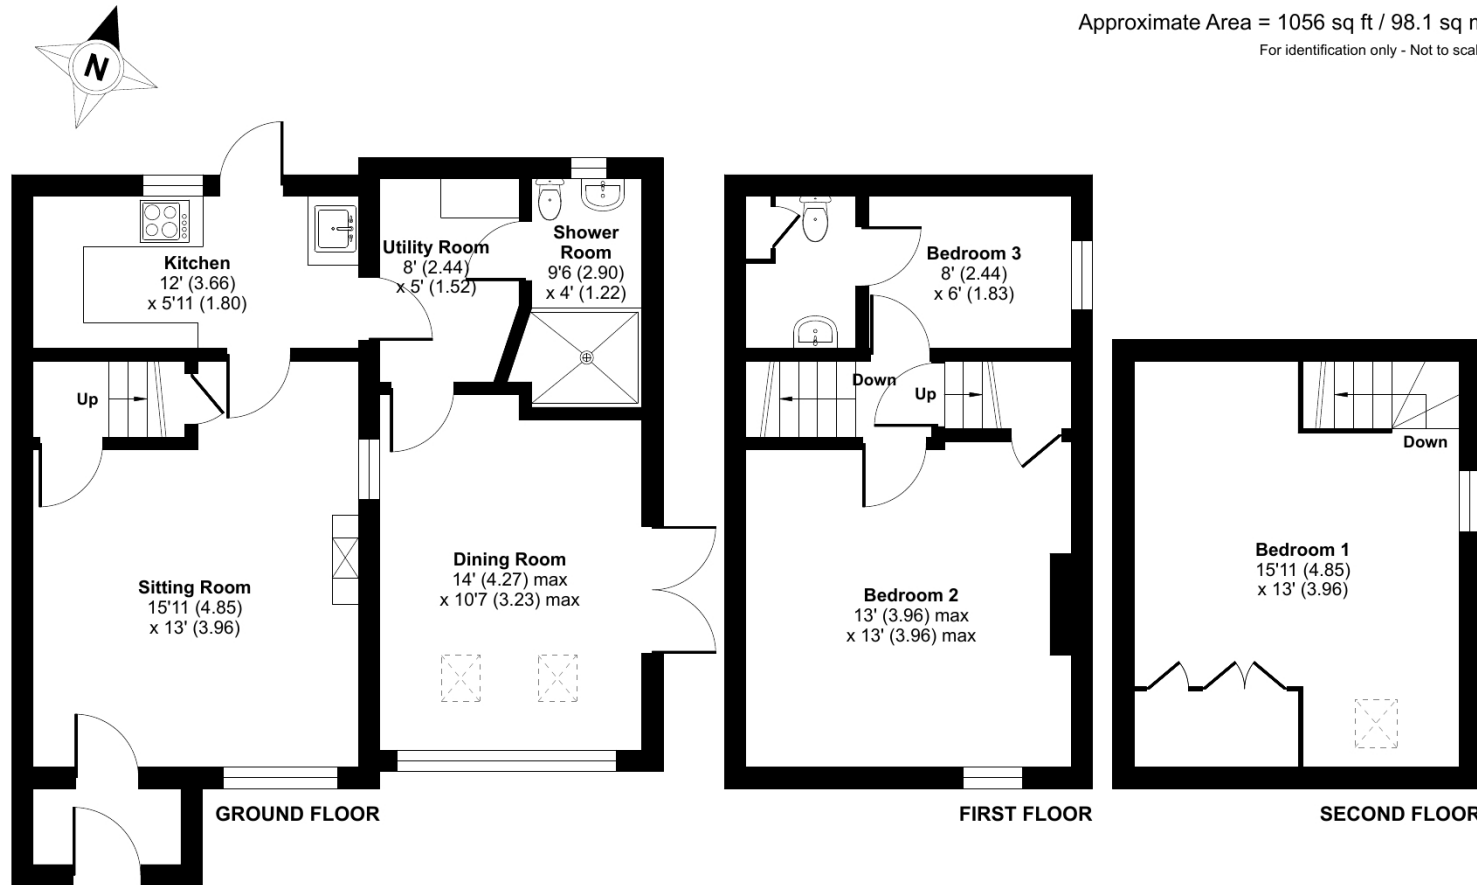 Approximate Area = 1056 sq ft / 98.1 sq m
For identification only - Not to scal
N
Kitchen
12' (3.66)
x 5'11 (1.80)
Utility Room
8' (2.44)
x 5' (1.52)
Shower
Room
9'6 (2.90)
x 4' (1.22)
Up
Sitting Room
15'11 (4.85)
x 13' (3.96)
Dining Room
14' (4.27) max
x 10'7 (3.23) max
GROUND FLOOR
Bedroom 3
8' (2.44)
x 6' (1.83)
Down
Up
Bedroom 2
13' (3.96) max
x 13' (3.96) max
FIRST FLOOR
Down
Bedroom 1
15'11 (4.85)
x 13' (3.96)
SECOND FLOOR